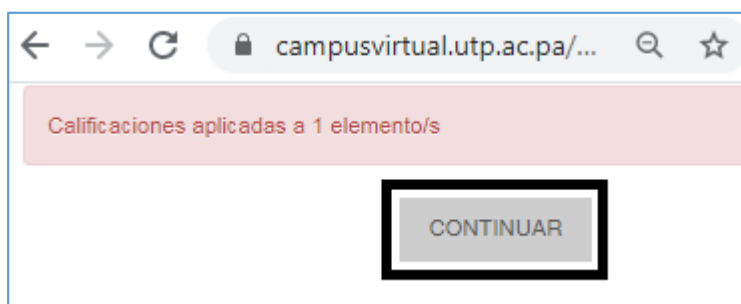 campusvirtual.utp.ac.pa/...
Calificaciones aplicadas a 1 elemento/s
CONTINUAR